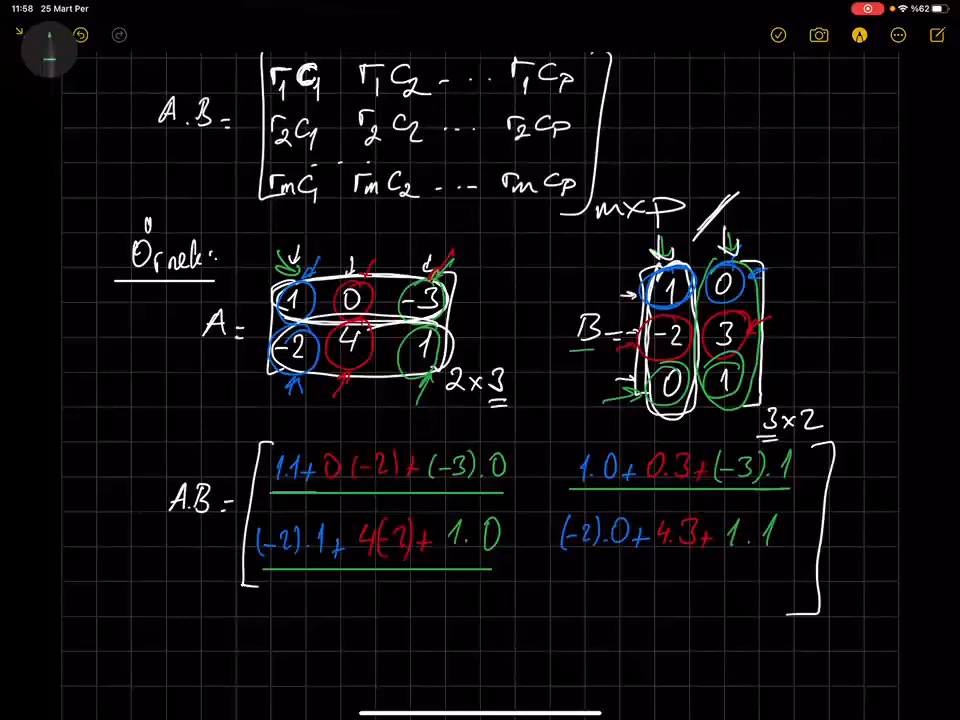 11:58 25 Mart Per %62
r₁c₁ r₁c₂ ... r₁cp
A.B = r₂c₁ r₂c₂ ... r₂cp
rmc₁ rmc₂ ... rmcp
mxp
Örnek:
A = 1 0 -3
-2 4 1
2x3
B = 1 0
-2 3
0 1
3x2
A.B = 1.1+0(-2)+(-3).0 1.0+0.3+(-3).1
(-2).1+4(-2)+1.0 (-2).0+4.3+1.1